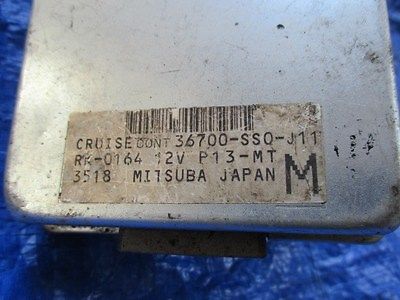 CRUISE CONT 36700-SS0-J11
RK-0164 12V P13-MT
3518 MITSUBA JAPAN M